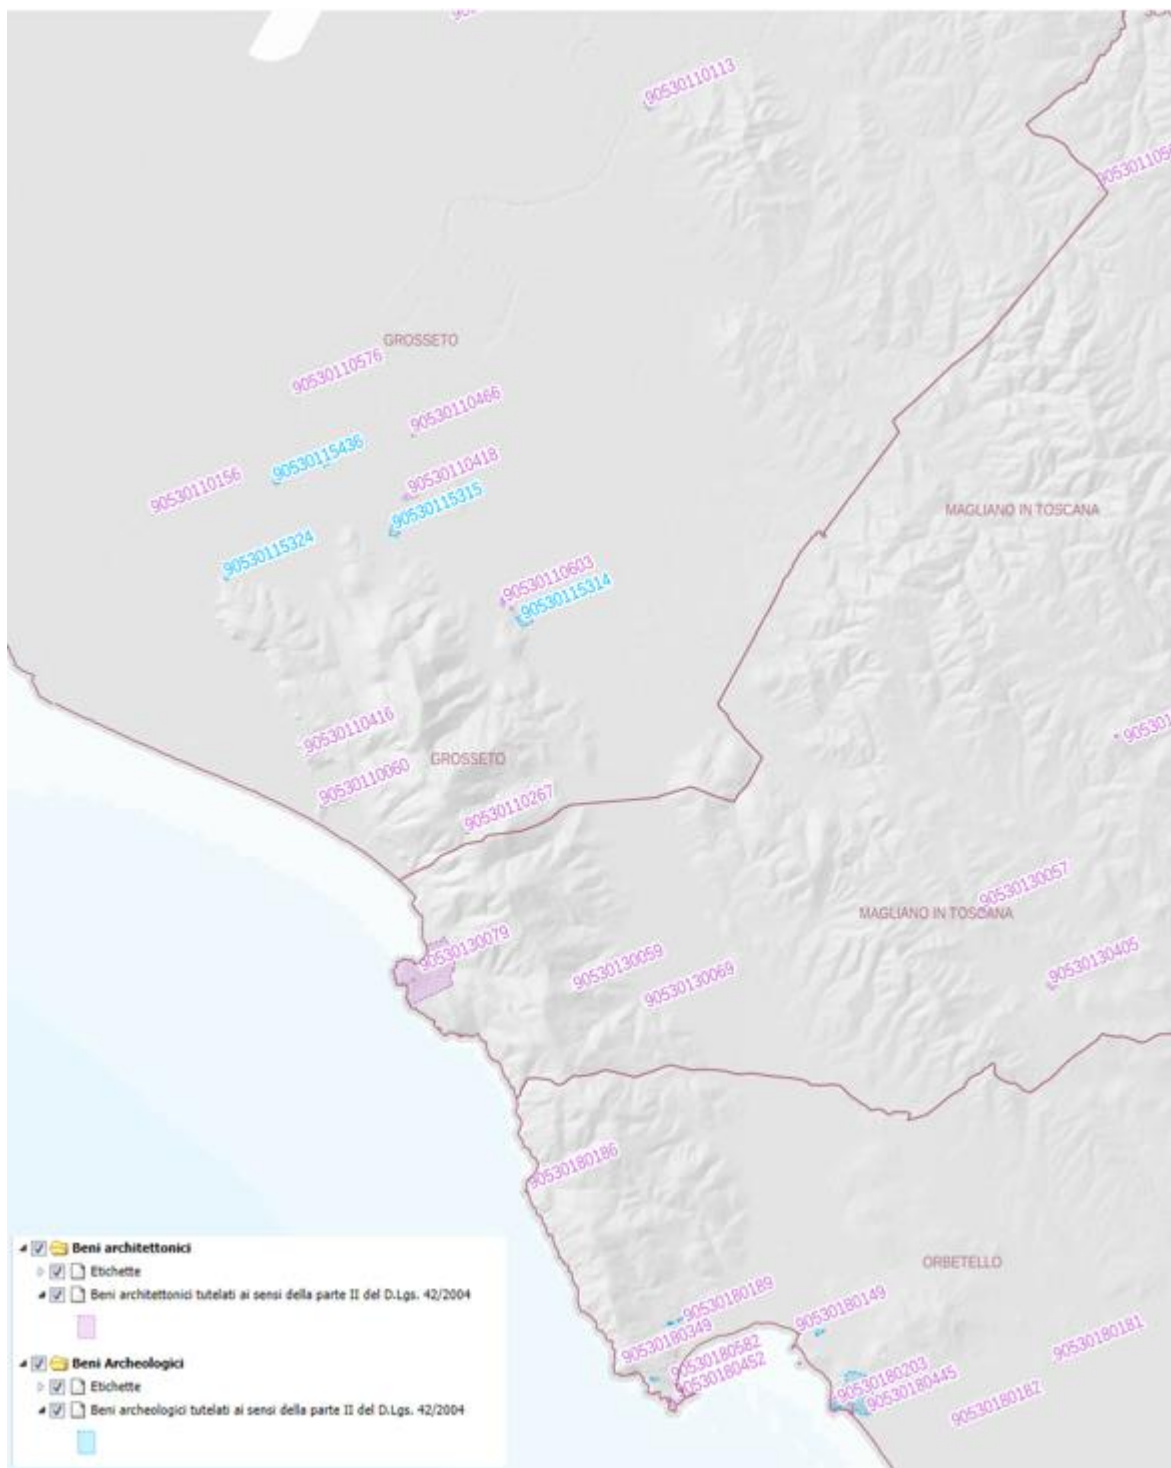 90530110113
GROSSETO
90530110576
90530110466
90530115436
90530110418
90530110156
90530115315
MAGLIANO IN TOSCANA
90530115324
90530110603
90530115314
90530110416
GROSSETO
90530110060
90530110267
90530130057
MAGLIANO IN TOSCANA
90530130079
90530130059
90530130069
90530130405
90530180186
Beni architettonici
Etichette
Beni architettonici tutelati ai sensi della parte II del D.Lgs. 42/2004
Beni Archeologici
Etichette
Beni archeologici tutelati ai sensi della parte II del D.Lgs. 42/2004
ORBETELLO
90530180189
90530180149
90530180349
90530180582
90530180452
90530180181
90530180203
90530180445
90530180182